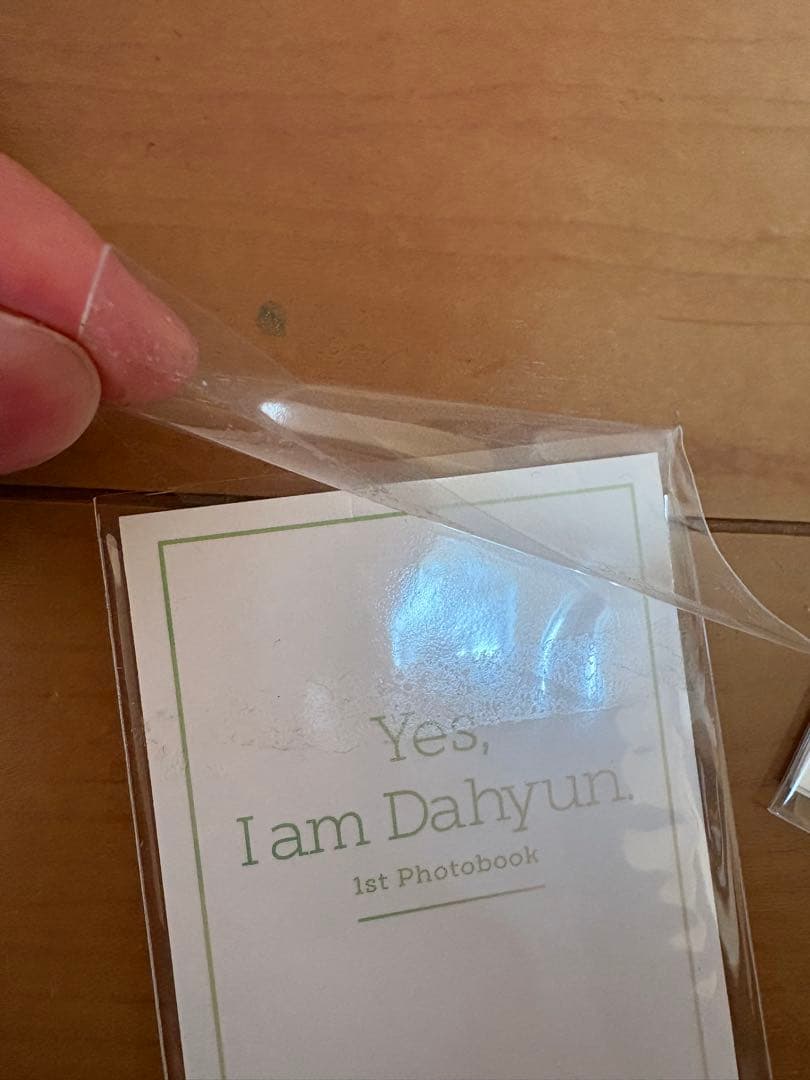 Yes,
I am Dahyun.
1st Photobook